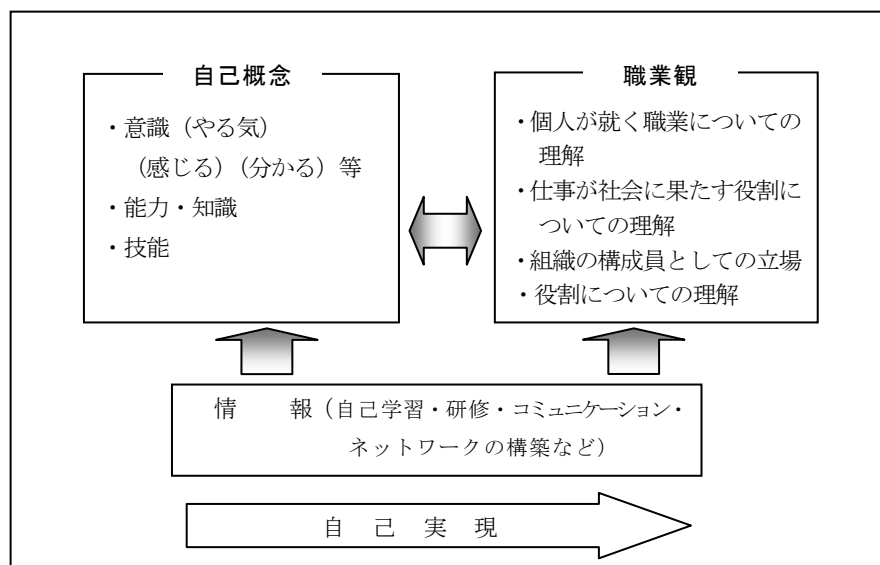 自己概念
・意識（やる気）
（感じる）（分かる）等
・能力・知識
・技能
職業観
・個人が就く職業についての
理解
・仕事が社会に果たす役割に
ついての理解
・組織の構成員としての立場
・役割についての理解
情　　報（自己学習・研修・コミュニケーション・
ネットワークの構築など）
自　己　実　現